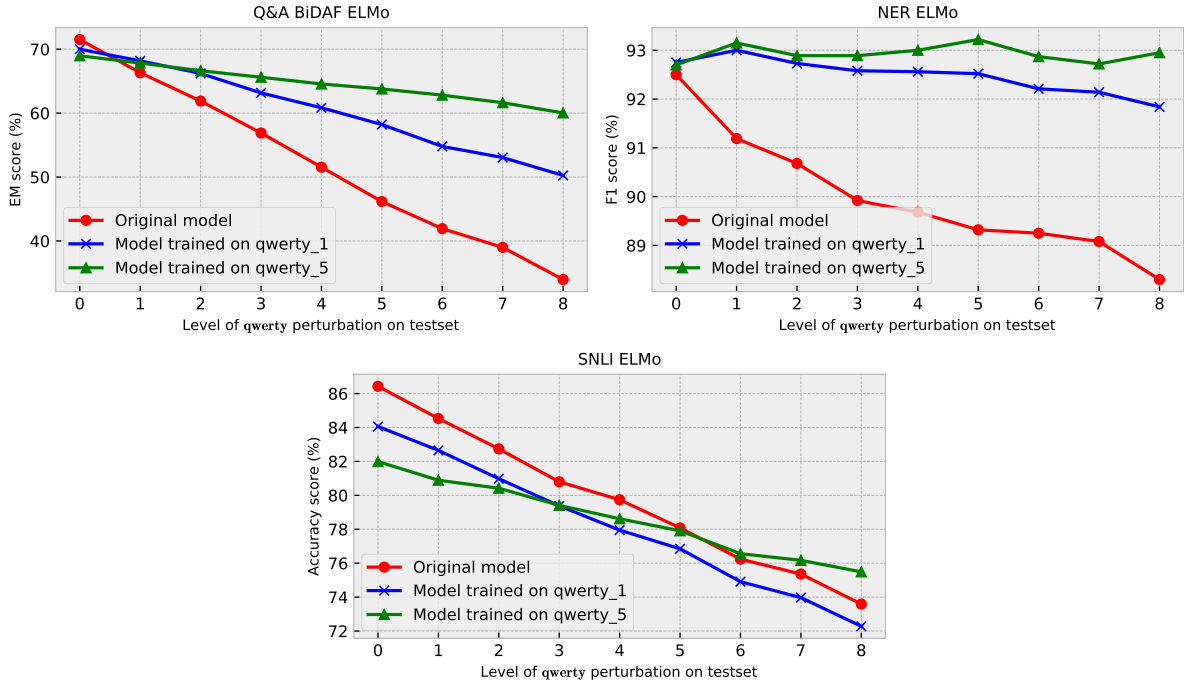 Q&A BiDAF ELMo
70
60
50
40
EM score (%)
Original model
Model trained on qwerty_1
Model trained on qwerty_5
0 1 2 3 4 5 6 7 8
Level of qwerty perturbation on testset
NER ELMo
93
92
91
90
89
F1 score (%)
Original model
Model trained on qwerty_1
Model trained on qwerty_5
0 1 2 3 4 5 6 7 8
Level of qwerty perturbation on testset
SNLI ELMo
86
84
82
80
78
76
74
72
Accuracy score (%)
Original model
Model trained on qwerty_1
Model trained on qwerty_5
0 1 2 3 4 5 6 7 8
Level of qwerty perturbation on testset